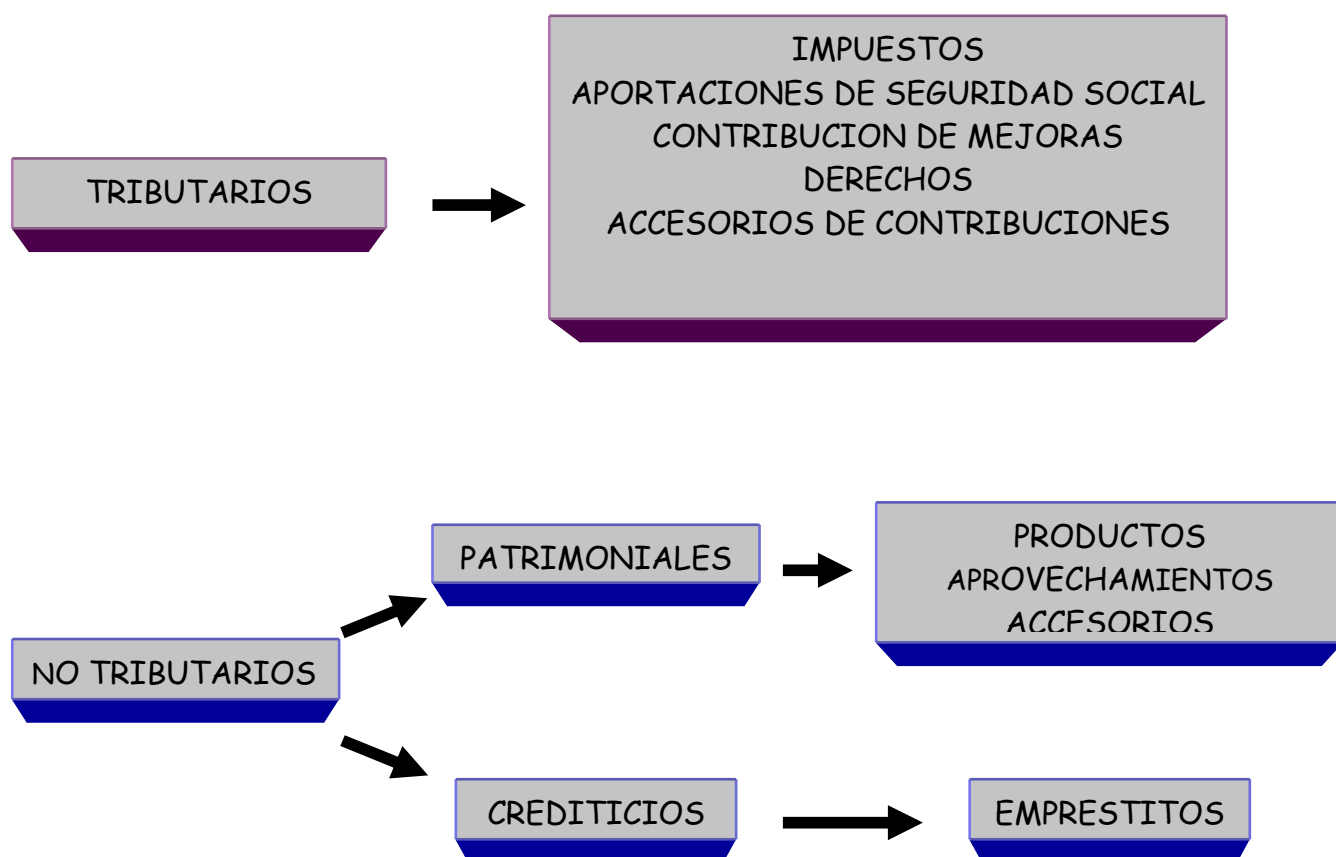 IMPUESTOS
APORTACIONES DE SEGURIDAD SOCIAL
CONTRIBUCION DE MEJORAS
DERECHOS
ACCESORIOS DE CONTRIBUCIONES
TRIBUTARIOS
PATRIMONIALES
PRODUCTOS
APROVECHAMIENTOS
ACCESORIOS
NO TRIBUTARIOS
CREDITICIOS
EMPRESTITOS